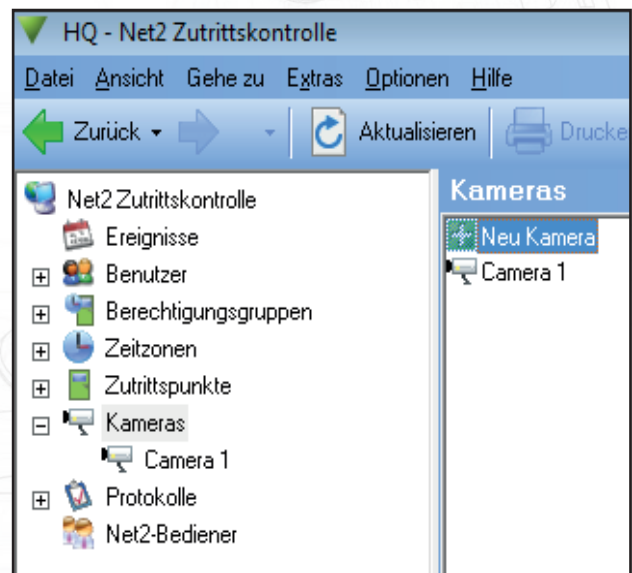 HQ - Net2 Zutrittskontrolle
Datei Ansicht Gehe zu Extras Optionen Hilfe
Zurück Aktualisieren Drucke
Net2 Zutrittskontrolle
Ereignisse
Benutzer
Berechtigungsgruppen
Zeitzonen
Zutrittspunkte
Kameras
Camera 1
Protokolle
Net2-Bediener
Kameras
Neu Kamera
Camera 1